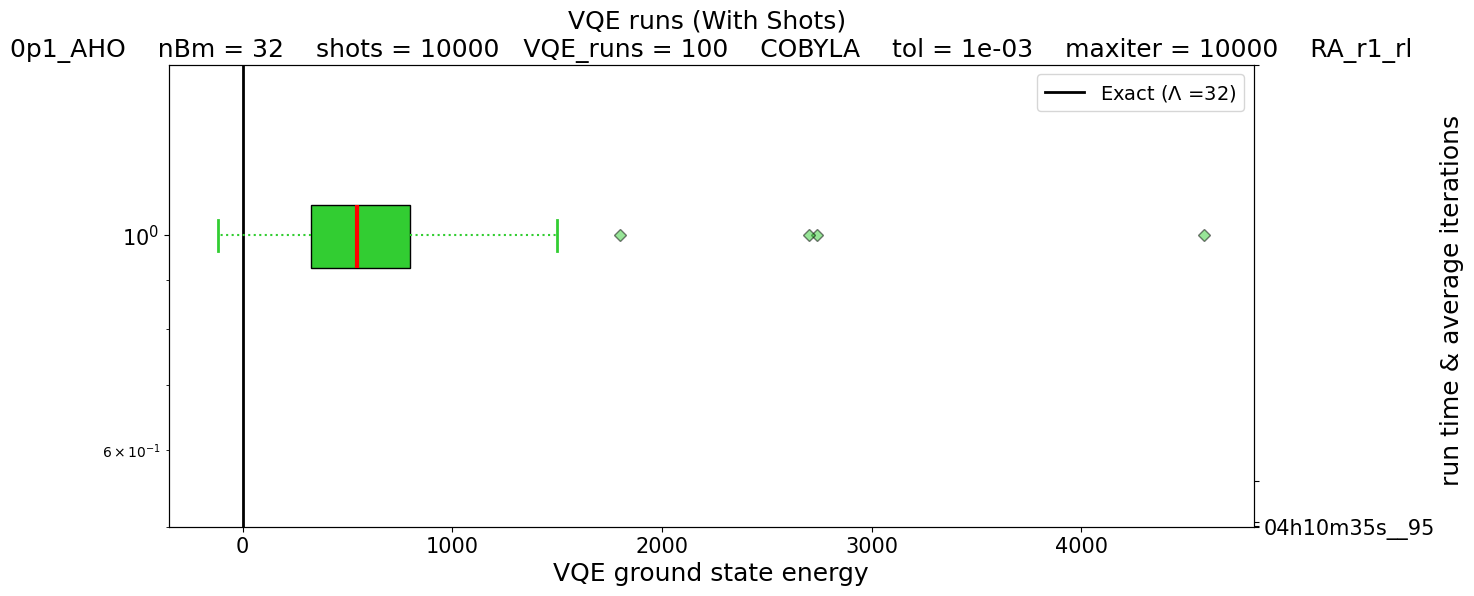 VQE runs (With Shots)
0p1_AHO nBm = 32 shots = 10000 VQE_runs = 100 COBYLA tol = 1e-03 maxiter = 10000 RA_r1_rl
Exact (Λ =32)
10⁰
6 × 10⁻¹
0 1000 2000 3000 4000
VQE ground state energy
run time & average iterations
04h10m35s__95